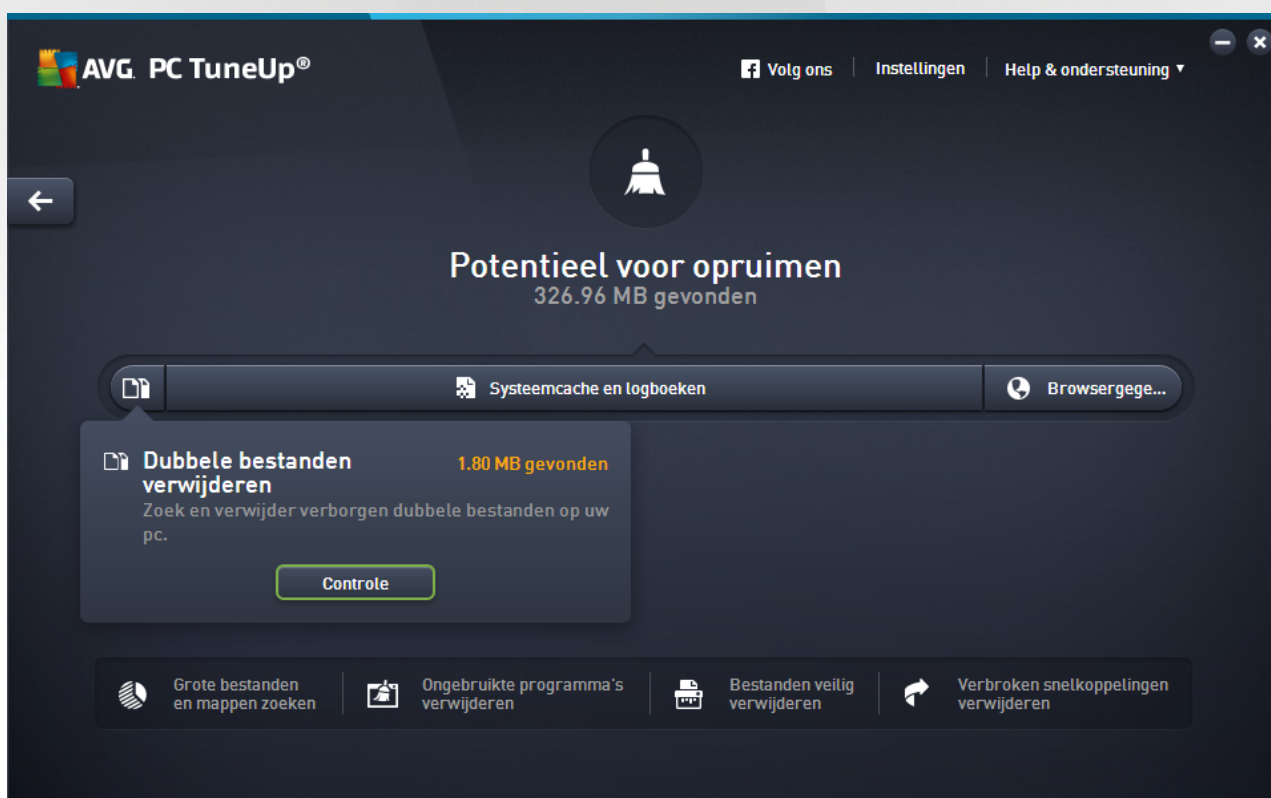 AVG. PC TuneUp®
Volg ons
Instellingen
Help & ondersteuning
Potentieel voor opruimen
326.96 MB gevonden
Systeemcache en logboeken
Browsergege...
Dubbele bestanden
verwijderen
1.80 MB gevonden
Zoek en verwijder verborgen dubbele bestanden op uw
pc.
Controle
Grote bestanden
en mappen zoeken
Ongebruikte programma's
verwijderen
Bestanden veilig
verwijderen
Verbroken snelkoppelingen
verwijderen